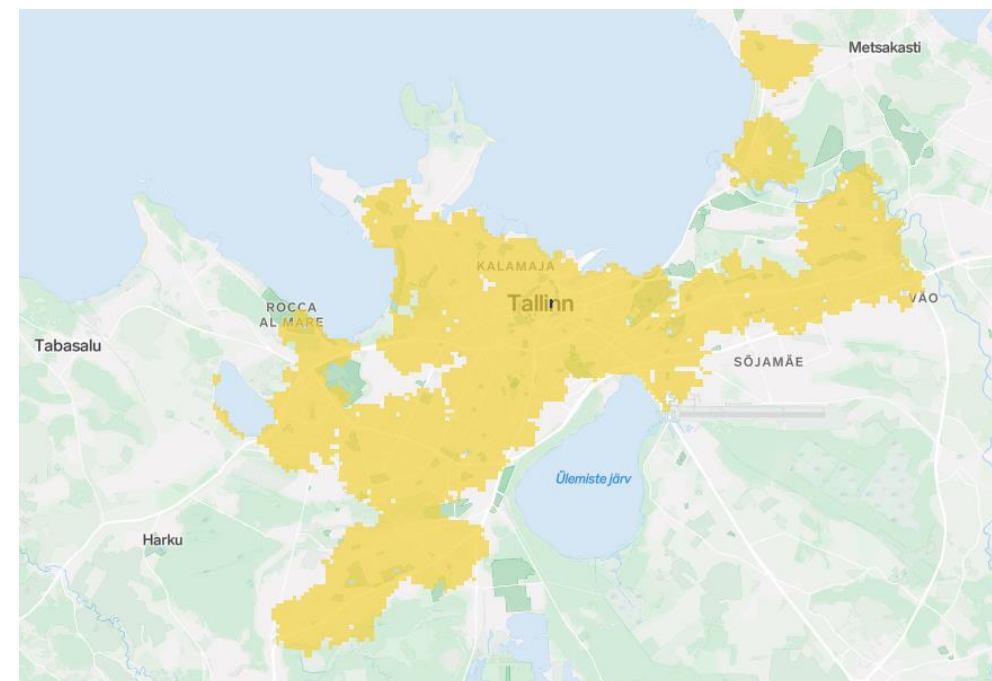 Metsakasti
KALAMAJA
Tallinn
VÄO
ROCCA
AL MARE
Tabasalu
SÕJAMÄE
Ülemiste järv
Harku